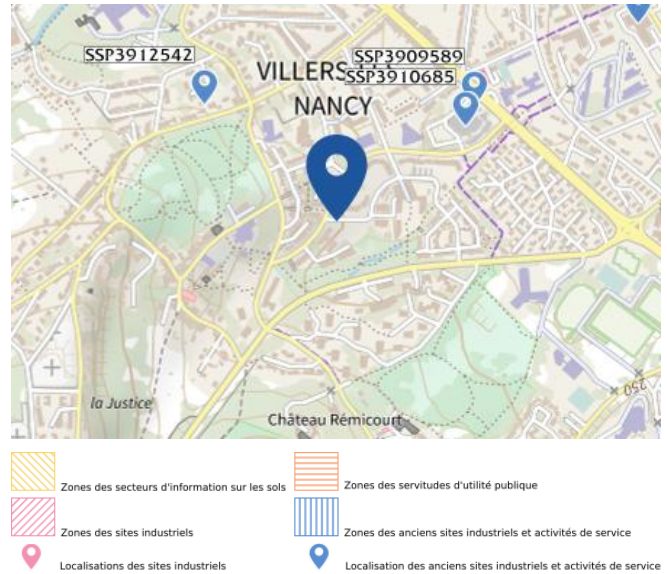 SSP3912542
SSP3909589
VILLERS
SSP3910685
NANCY
la Justice
250
Château Rémicourt
Zones des secteurs d'information sur les sols
Zones des servitudes d'utilité publique
Zones des sites industriels
Zones des anciens sites industriels et activités de service
Localisations des sites industriels
Localisation des anciens sites industriels et activités de service